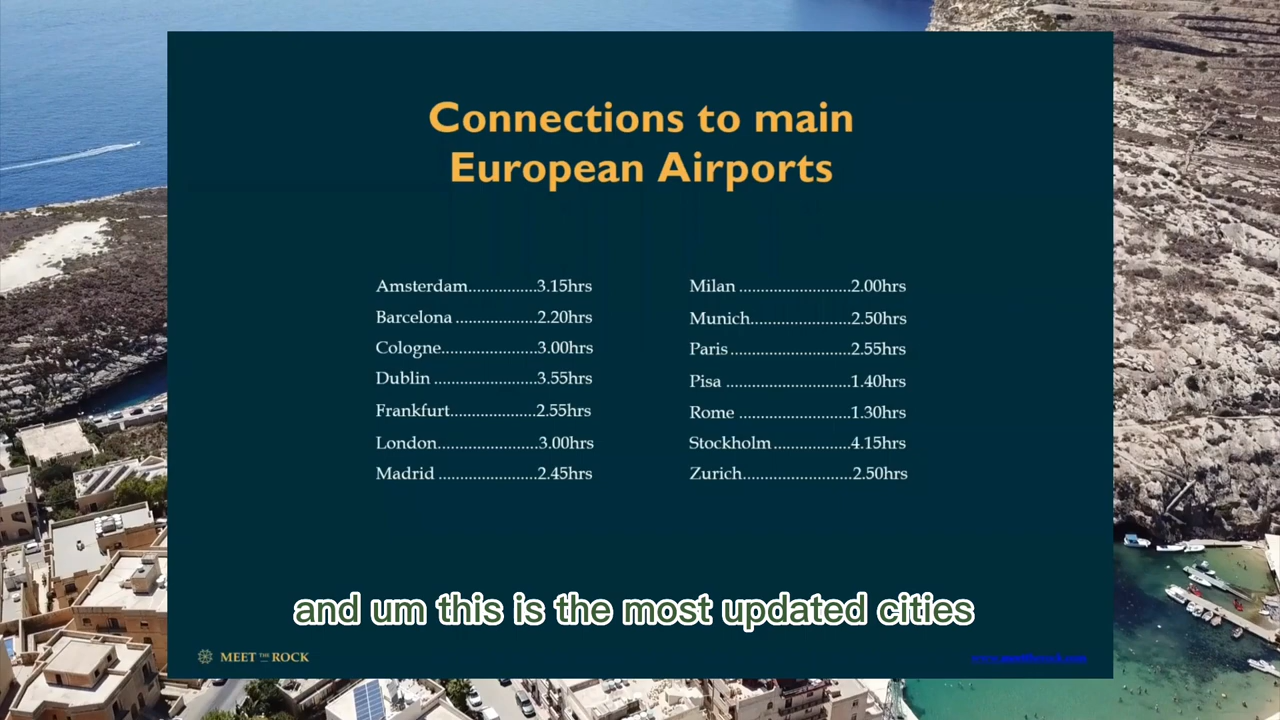 Connections to main
European Airports
Amsterdam................3.15hrs
Barcelona ...................2.20hrs
Cologne......................3.00hrs
Dublin ........................3.55hrs
Frankfurt....................2.55hrs
London.......................3.00hrs
Madrid .......................2.45hrs
Milan ..........................2.00hrs
Munich.......................2.50hrs
Paris ............................2.55hrs
Pisa .............................1.40hrs
Rome ..........................1.30hrs
Stockholm..................4.15hrs
Zurich.........................2.50hrs
and um this is the most updated cities
MEET THE ROCK